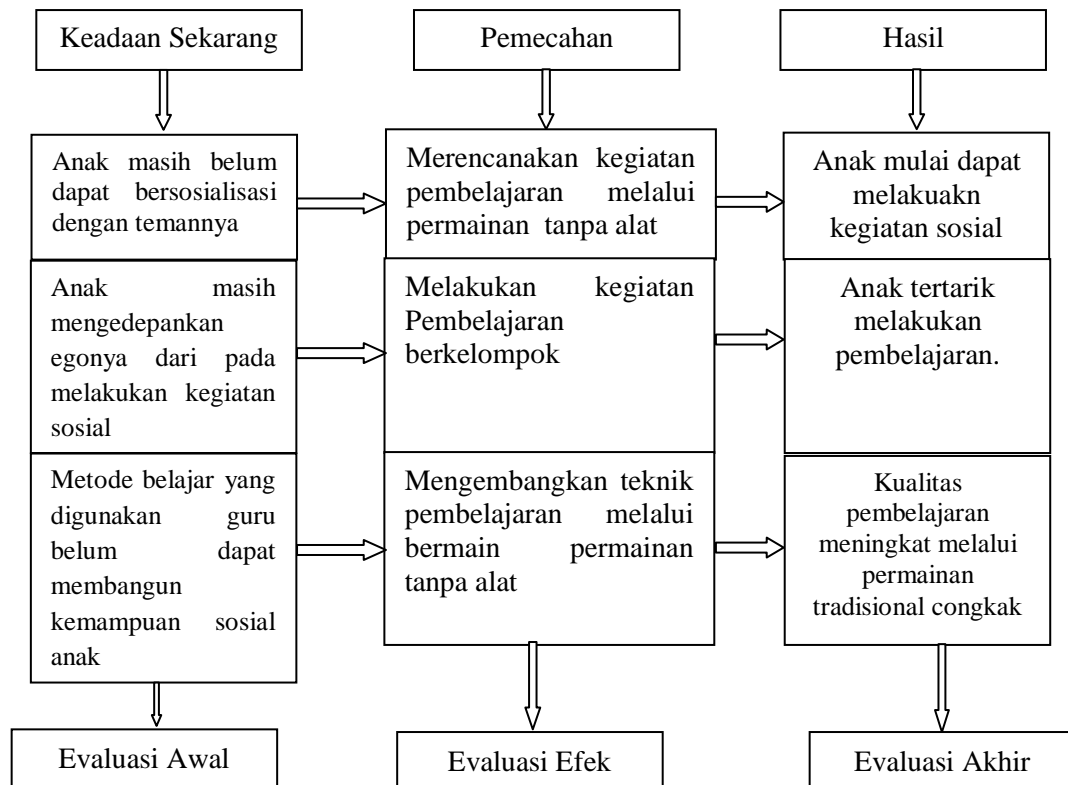 Keadaan Sekarang
Pemecahan
Hasil
Anak masih belum
dapat bersosialisasi
dengan temannya
Merencanakan kegiatan
pembelajaran melalui
permainan tanpa alat
Anak mulai dapat
melakuakn
kegiatan sosial
Anak masih
mengedepankan
egonya dari pada
melakukan kegiatan
sosial
Melakukan kegiatan
Pembelajaran
berkelompok
Anak tertarik
melakukan
pembelajaran.
Metode belajar yang
digunakan guru
belum dapat
membangun
kemampuan sosial
anak
Mengembangkan teknik
pembelajaran melalui
bermain permainan
tanpa alat
Kualitas
pembelajaran
meningkat melalui
permainan
tradisional congkak
Evaluasi Awal
Evaluasi Efek
Evaluasi Akhir